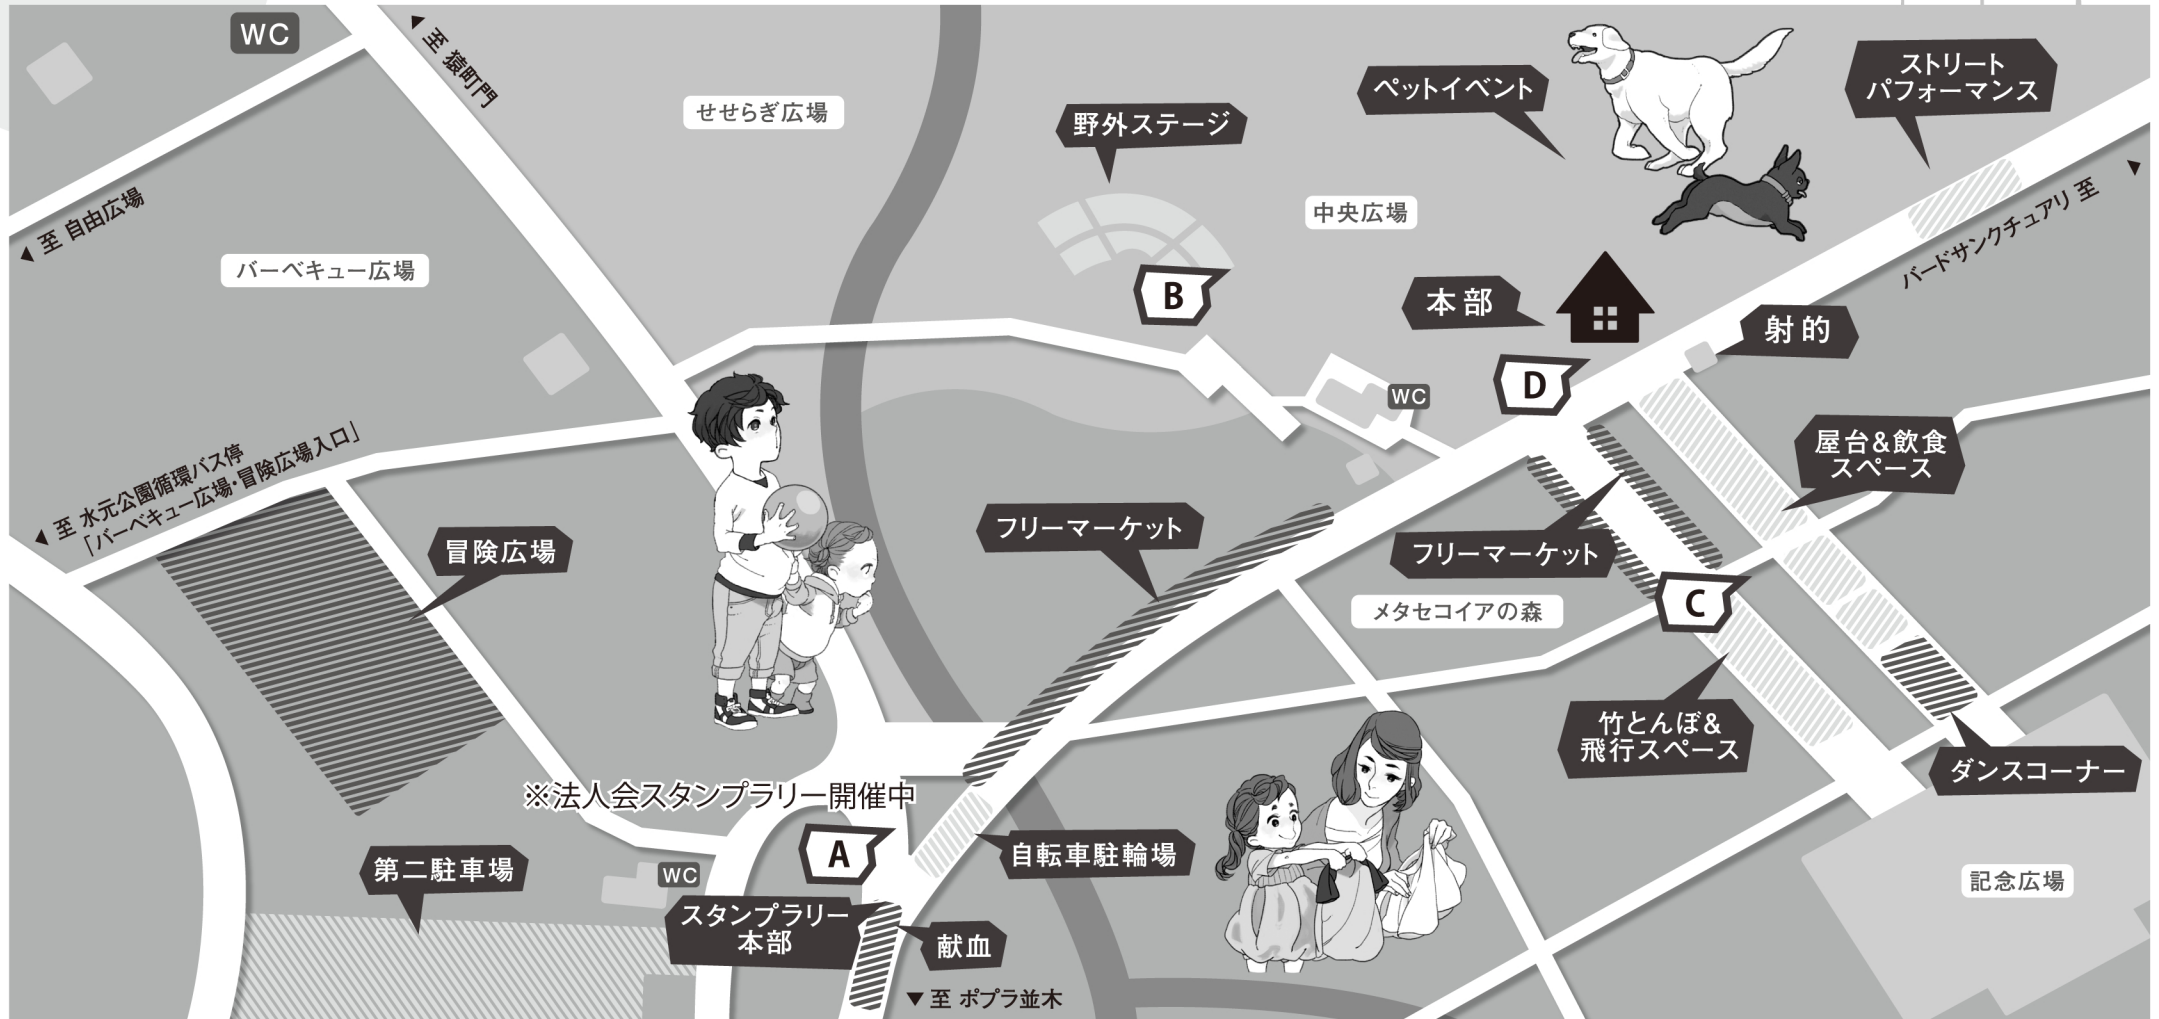 WC
至 猿町門
せせらぎ広場
野外ステージ
ペットイベント
ストリート
パフォーマンス
至 自由広場
バーベキュー広場
中央広場
バードサンクチュアリ 至
B
本部
射的
D
WC
至 水元公園循環バス停
「バーベキュー広場・冒険広場入口」
屋台&飲食
スペース
冒険広場
フリーマーケット
フリーマーケット
メタセコイアの森
C
竹とんぼ&
飛行スペース
ダンスコーナー
※法人会スタンプラリー開催中
A
自転車駐輪場
第二駐車場
WC
記念広場
スタンプラリー
本部
献血
至 ポプラ並木